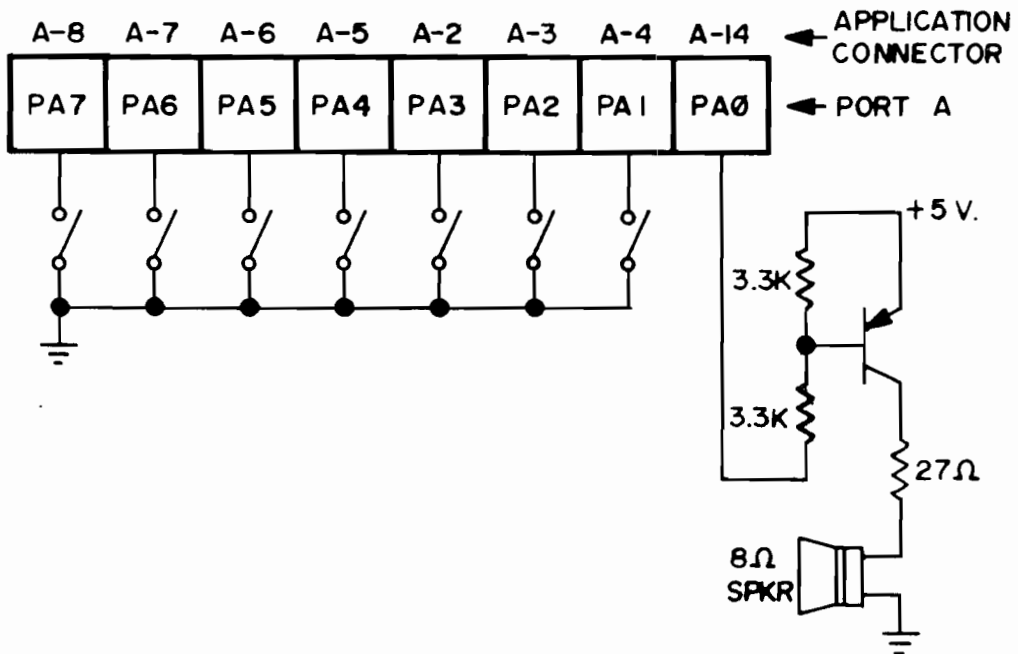 A-8 A-7 A-6 A-5 A-2 A-3 A-4 A-14
APPLICATION
CONNECTOR
PA7 PA6 PA5 PA4 PA3 PA2 PA1 PAØ
PORT A
+5 V.
3.3K
3.3K
27Ω
8Ω
SPKR